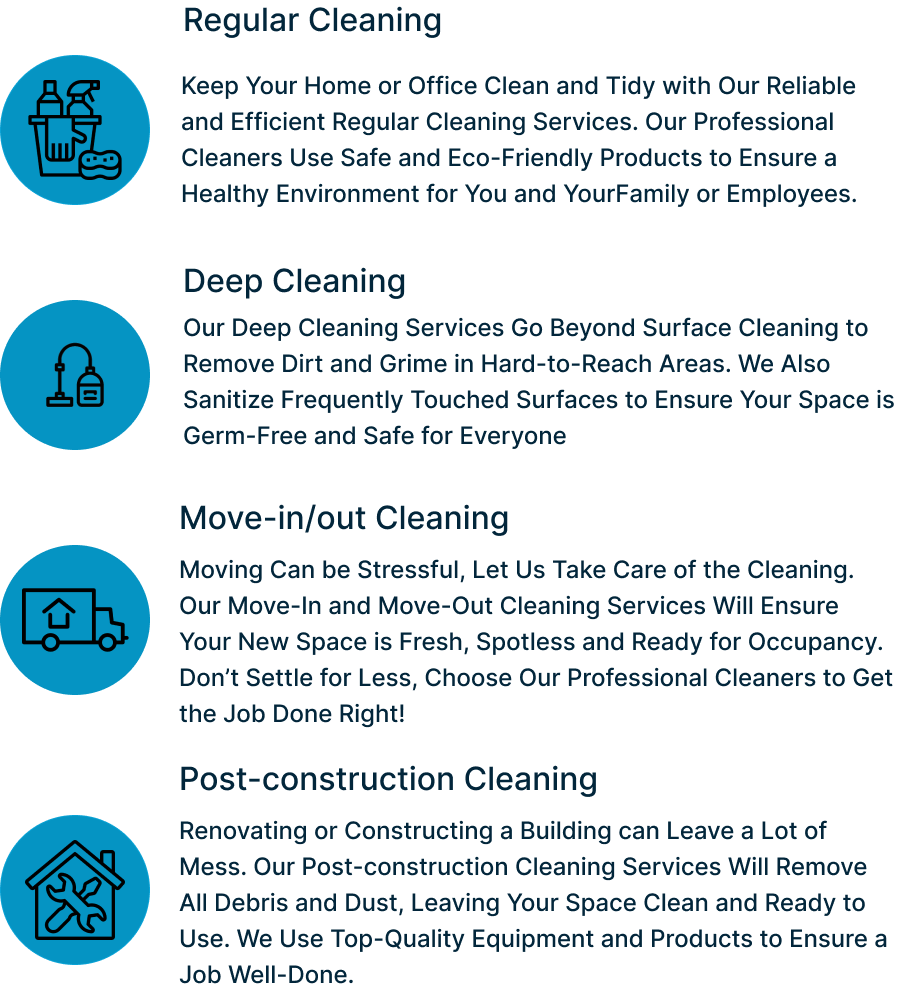 Regular Cleaning
Keep Your Home or Office Clean and Tidy with Our Reliable
and Efficient Regular Cleaning Services. Our Professional
Cleaners Use Safe and Eco-Friendly Products to Ensure a
Healthy Environment for You and YourFamily or Employees.
Deep Cleaning
Our Deep Cleaning Services Go Beyond Surface Cleaning to
Remove Dirt and Grime in Hard-to-Reach Areas. We Also
Sanitize Frequently Touched Surfaces to Ensure Your Space is
Germ-Free and Safe for Everyone
Move-in/out Cleaning
Moving Can be Stressful, Let Us Take Care of the Cleaning.
Our Move-In and Move-Out Cleaning Services Will Ensure
Your New Space is Fresh, Spotless and Ready for Occupancy.
Don’t Settle for Less, Choose Our Professional Cleaners to Get
the Job Done Right!
Post-construction Cleaning
Renovating or Constructing a Building can Leave a Lot of
Mess. Our Post-construction Cleaning Services Will Remove
All Debris and Dust, Leaving Your Space Clean and Ready to
Use. We Use Top-Quality Equipment and Products to Ensure a
Job Well-Done.